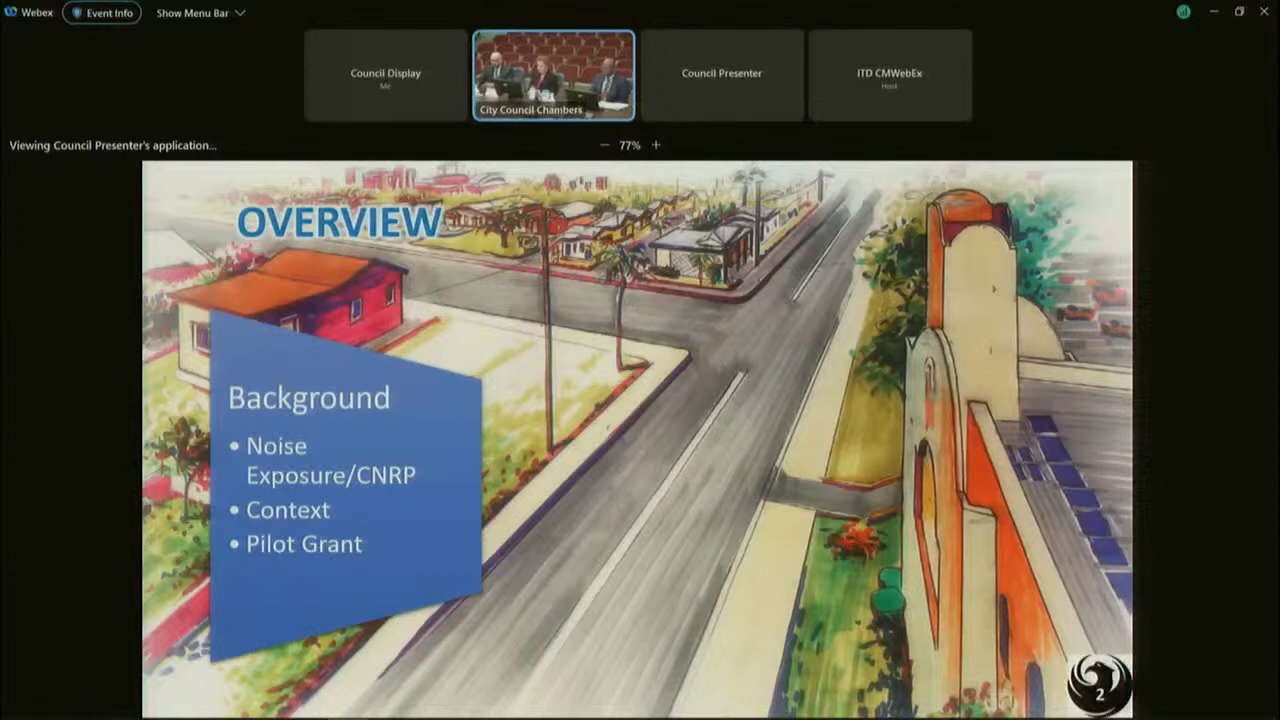 Webex
Event Info
Show Menu Bar
Council Display
Me
City Council Chambers
Council Presenter
ITD CMWebEx
Host
Viewing Council Presenter's application...
77%
OVERVIEW
Background
• Noise
Exposure/CNRP
• Context
• Pilot Grant
2